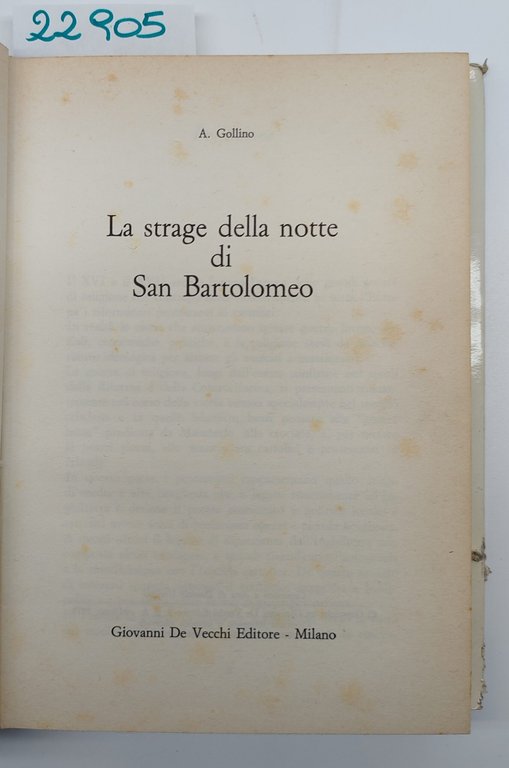 22905
A. Gollino
La strage della notte
di
San Bartolomeo
Giovanni De Vecchi Editore - Milano